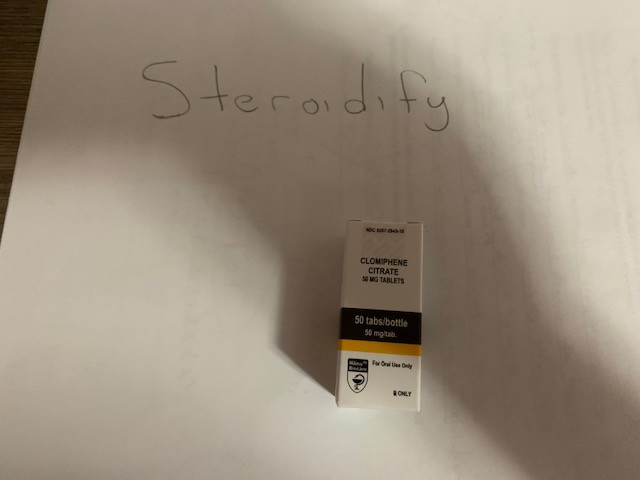 Steroidify
CLOMIPHENE
CITRATE
50 MG TABLETS
50 tabs/bottle
50 mg/tab.
For Oral Use Only
℞ ONLY